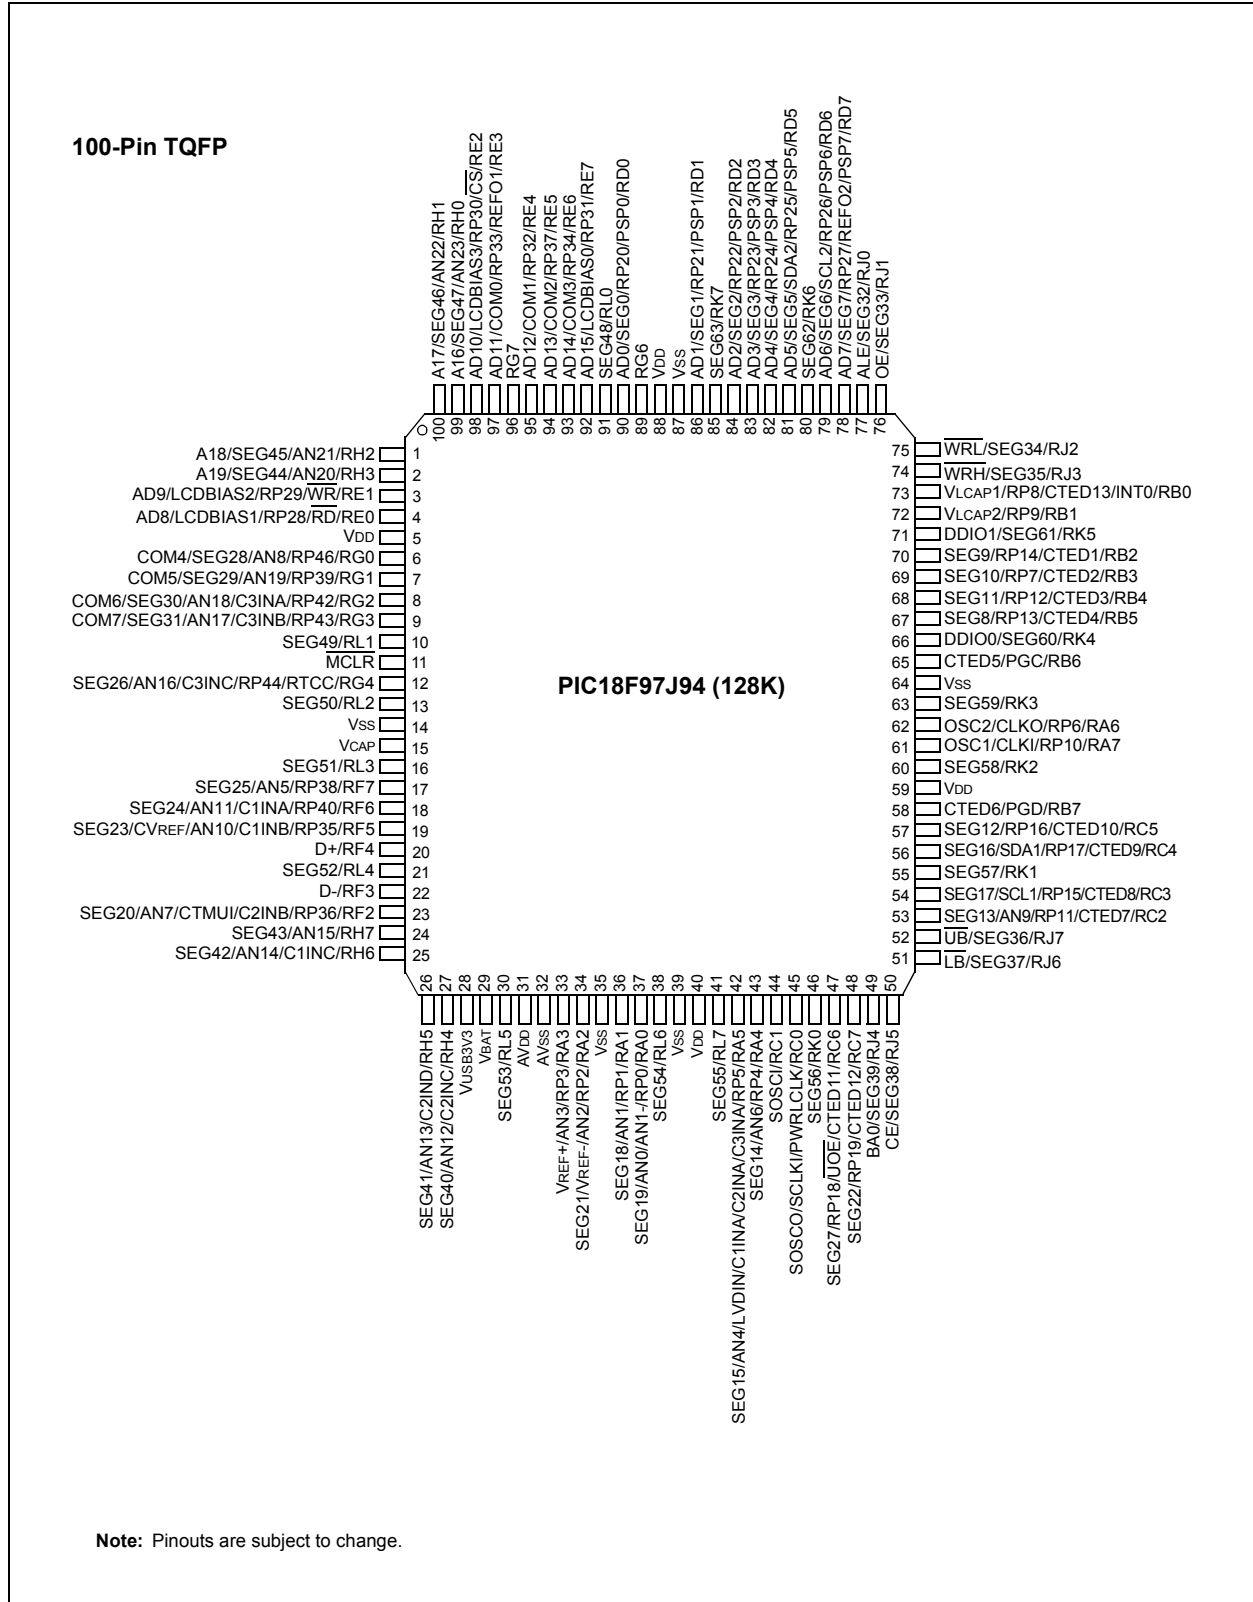 100-Pin TQFP
A17/SEG46/AN22/RH1
A16/SEG47/AN23/RH0
AD10/LCDBIAS3/RP30/CS/RE2
AD11/COM0/RP33/REFO1/RE3
RG7
AD12/COM1/RP32/RE4
AD13/COM2/RP37/RE5
AD14/COM3/RP34/RE6
AD15/LCDBIAS0/RP31/RE7
SEG48/RL0
AD0/SEG0/RP20/PSP0/RD0
RG6
VDD
VSS
AD1/SEG1/RP21/PSP1/RD1
SEG63/RK7
AD2/SEG2/RP22/PSP2/RD2
AD3/SEG3/RP23/PSP3/RD3
AD4/SEG4/RP24/PSP4/RD4
AD5/SEG5/SDA2/RP25/PSP5/RD5
SEG62/RK6
AD6/SEG6/SCL2/RP26/PSP6/RD6
AD7/SEG7/RP27/REFO2/PSP7/RD7
ALE/SEG32/RJ0
OE/SEG33/RJ1
100 99 98 97 96 95 94 93 92 91 90 89 88 87 86 85 84 83 82 81 80 79 78 77 76
A18/SEG45/AN21/RH2 1
A19/SEG44/AN20/RH3 2
AD9/LCDBIAS2/RP29/WR/RE1 3
AD8/LCDBIAS1/RP28/RD/RE0 4
VDD 5
COM4/SEG28/AN8/RP46/RG0 6
COM5/SEG29/AN19/RP39/RG1 7
COM6/SEG30/AN18/C3INA/RP42/RG2 8
COM7/SEG31/AN17/C3INB/RP43/RG3 9
SEG49/RL1 10
MCLR 11
SEG26/AN16/C3INC/RP44/RTCC/RG4 12
SEG50/RL2 13
VSS 14
VCAP 15
SEG51/RL3 16
SEG25/AN5/RP38/RF7 17
SEG24/AN11/C1INA/RP40/RF6 18
SEG23/CVREF/AN10/C1INB/RP35/RF5 19
D+/RF4 20
SEG52/RL4 21
D-/RF3 22
SEG20/AN7/CTMUI/C2INB/RP36/RF2 23
SEG43/AN15/RH7 24
SEG42/AN14/C1INC/RH6 25
PIC18F97J94 (128K)
75 WRL/SEG34/RJ2
74 WRH/SEG35/RJ3
73 VLCAP1/RP8/CTED13/INT0/RB0
72 VLCAP2/RP9/RB1
71 DDIO1/SEG61/RK5
70 SEG9/RP14/CTED1/RB2
69 SEG10/RP7/CTED2/RB3
68 SEG11/RP12/CTED3/RB4
67 SEG8/RP13/CTED4/RB5
66 DDIO0/SEG60/RK4
65 CTED5/PGC/RB6
64 VSS
63 SEG59/RK3
62 OSC2/CLKO/RP6/RA6
61 OSC1/CLKI/RP10/RA7
60 SEG58/RK2
59 VDD
58 CTED6/PGD/RB7
57 SEG12/RP16/CTED10/RC5
56 SEG16/SDA1/RP17/CTED9/RC4
55 SEG57/RK1
54 SEG17/SCL1/RP15/CTED8/RC3
53 SEG13/AN9/RP11/CTED7/RC2
52 UB/SEG36/RJ7
51 LB/SEG37/RJ6
26 27 28 29 30 31 32 33 34 35 36 37 38 39 40 41 42 43 44 45 46 47 48 49 50
SEG41/AN13/C2IND/RH5
SEG40/AN12/C2INC/RH4
VUSB3V3
VBAT
SEG53/RL5
AVDD
AVSS
VREF+/AN3/RP3/RA3
SEG21/VREF-/AN2/RP2/RA2
VSS
SEG18/AN1/RP1/RA1
SEG19/AN0/AN1-/RP0/RA0
SEG54/RL6
VSS
VDD
SEG55/RL7
SEG15/AN4/LVDIN/C1INA/C2INA/C3INA/RP5/RA5
SEG14/AN6/RP4/RA4
SOSCI/RC1
SOSCO/SCLKI/PWRLCLK/RC0
SEG56/RK0
SEG27/RP18/UOE/CTED11/RC6
SEG22/RP19/CTED12/RC7
BA0/SEG39/RJ4
CE/SEG38/RJ5
Note: Pinouts are subject to change.